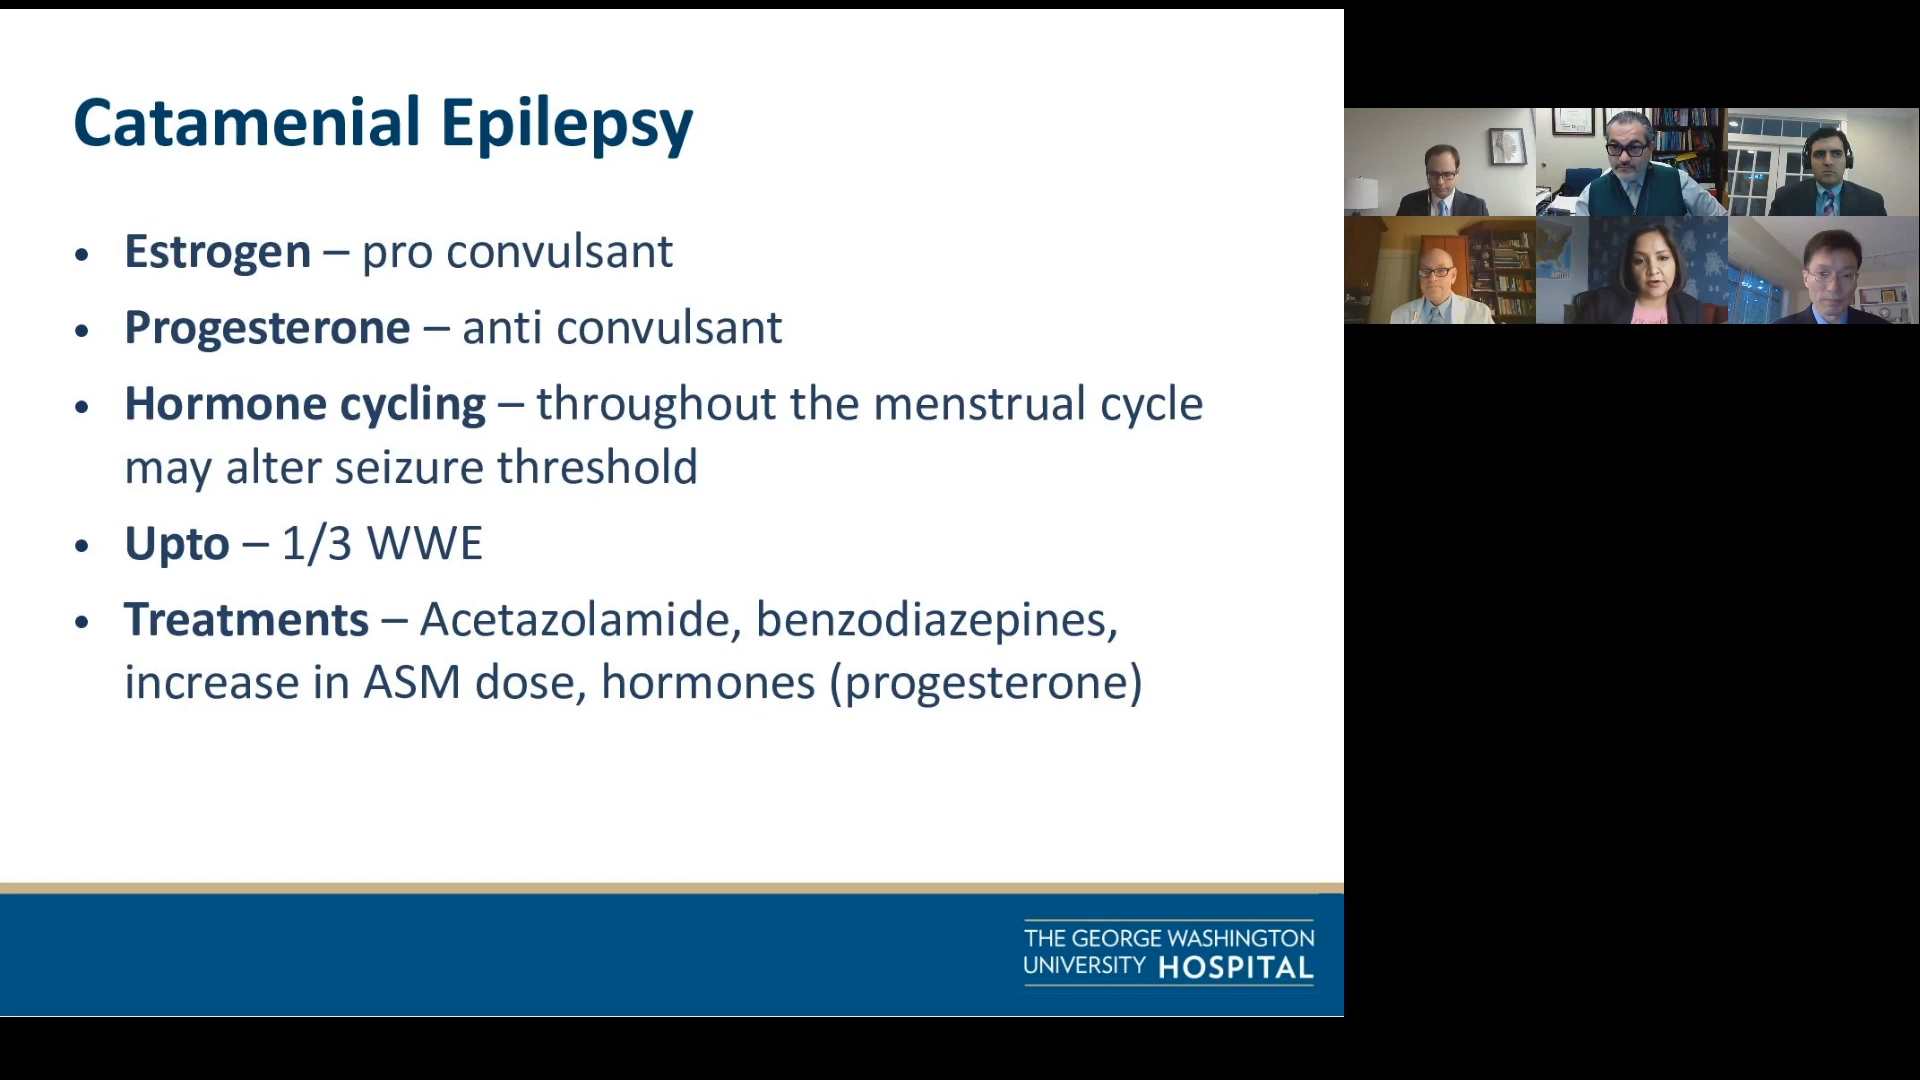 Catamenial Epilepsy
• Estrogen – pro convulsant
• Progesterone – anti convulsant
• Hormone cycling – throughout the menstrual cycle
may alter seizure threshold
• Upto – 1/3 WWE
• Treatments – Acetazolamide, benzodiazepines,
increase in ASM dose, hormones (progesterone)
THE GEORGE WASHINGTON
UNIVERSITY HOSPITAL